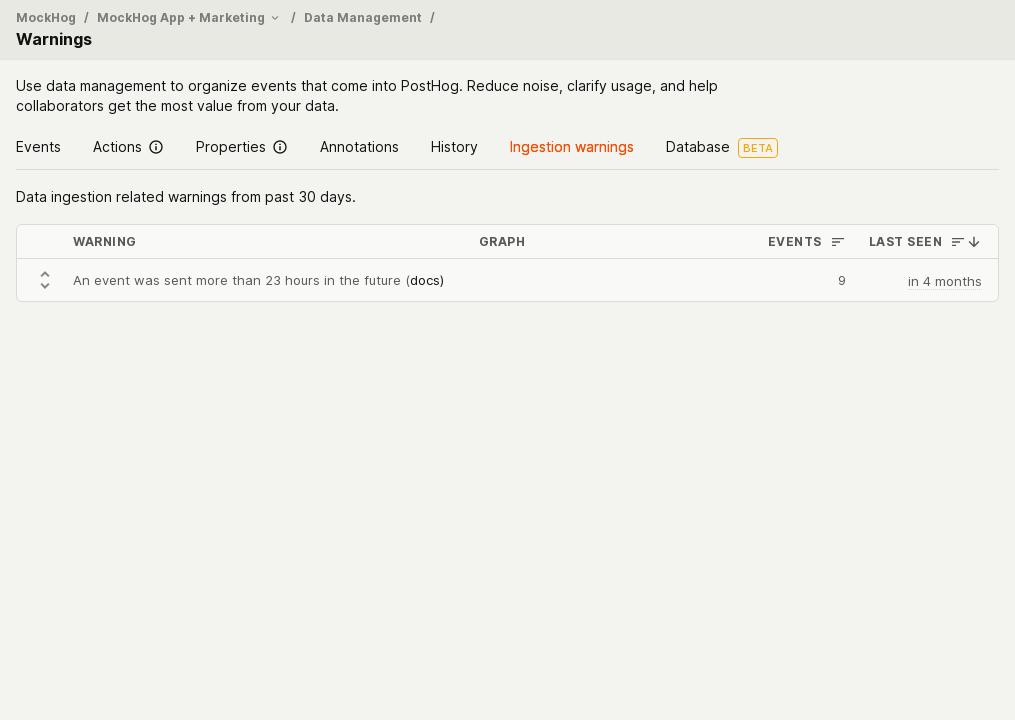 MockHog / MockHog App + Marketing / Data Management /
Warnings
Use data management to organize events that come into PostHog. Reduce noise, clarify usage, and help
collaborators get the most value from your data.
Events Actions Properties Annotations History Ingestion warnings Database BETA
Data ingestion related warnings from past 30 days.
WARNING GRAPH EVENTS LAST SEEN
An event was sent more than 23 hours in the future (docs) 9 in 4 months